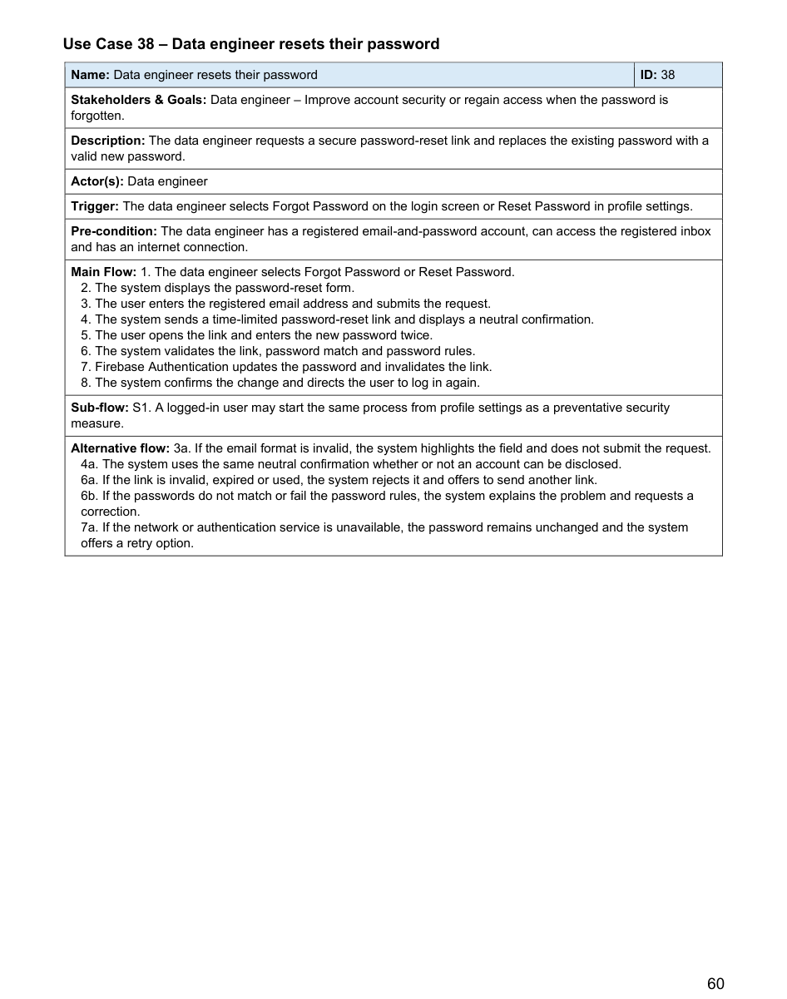 Use Case 38 – Data engineer resets their password
Name: Data engineer resets their password
ID: 38
Stakeholders & Goals: Data engineer – Improve account security or regain access when the password is
forgotten.
Description: The data engineer requests a secure password-reset link and replaces the existing password with a
valid new password.
Actor(s): Data engineer
Trigger: The data engineer selects Forgot Password on the login screen or Reset Password in profile settings.
Pre-condition: The data engineer has a registered email-and-password account, can access the registered inbox
and has an internet connection.
Main Flow: 1. The data engineer selects Forgot Password or Reset Password.
2. The system displays the password-reset form.
3. The user enters the registered email address and submits the request.
4. The system sends a time-limited password-reset link and displays a neutral confirmation.
5. The user opens the link and enters the new password twice.
6. The system validates the link, password match and password rules.
7. Firebase Authentication updates the password and invalidates the link.
8. The system confirms the change and directs the user to log in again.
Sub-flow: S1. A logged-in user may start the same process from profile settings as a preventative security
measure.
Alternative flow: 3a. If the email format is invalid, the system highlights the field and does not submit the request.
4a. The system uses the same neutral confirmation whether or not an account can be disclosed.
6a. If the link is invalid, expired or used, the system rejects it and offers to send another link.
6b. If the passwords do not match or fail the password rules, the system explains the problem and requests a
correction.
7a. If the network or authentication service is unavailable, the password remains unchanged and the system
offers a retry option.
60